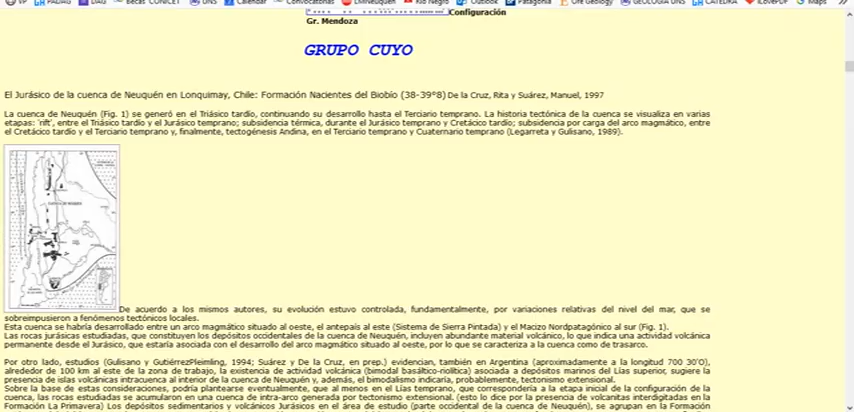 VP PADIAG DAG Becas CONICET UNS Calendar Convocatorias LMNeuquen Rio Negro Outlook Patagonia Ore Geology GEOLOGIA UNS CATEDRA iLovePDF Maps
Configuración
Gr. Mendoza
GRUPO CUYO
El Jurásico de la cuenca de Neuquén en Lonquimay, Chile: Formación Nacientes del Biobío (38-39°8) De la Cruz, Rita y Suárez, Manuel, 1997
La cuenca de Neuquén (Fig. 1) se generó en el Triásico tardío, continuando su desarrollo hasta el Terciario temprano. La historia tectónica de la cuenca se visualiza en varias
etapas: 'rift', entre el Triásico tardío y el Jurásico temprano; subsidencia térmica, durante el Jurásico temprano y Cretácico tardío; subsidencia por carga del arco magmático, entre
el Cretácico tardío y el Terciario temprano y, finalmente, tectogénesis Andina, en el Terciario temprano y Cuaternario temprano (Legarreta y Gulisano, 1989).
De acuerdo a los mismos autores, su evolución estuvo controlada, fundamentalmente, por variaciones relativas del nivel del mar, que se
sobreimpusieron a fenómenos tectónicos locales.
Esta cuenca se habría desarrollado entre un arco magmático situado al oeste, el antepaís al este (Sistema de Sierra Pintada) y el Macizo Nordpatagónico al sur (Fig. 1).
Las rocas jurásicas estudiadas, que constituyen los depósitos occidentales de la cuenca de Neuquén, incluyen abundante material volcánico, lo que indica una actividad volcánica
permanente desde el Jurásico, que estaría asociada con el desarrollo del arco magmático situado al oeste, por lo que se caracteriza a la cuenca como de trasarco.
Por otro lado, estudios (Gulisano y GutiérrezPleimling, 1994; Suárez y De la Cruz, en prep.) evidencian, también en Argentina (aproximadamente a la longitud 700 30'O),
alrededor de 100 km al este de la zona de trabajo, la existencia de actividad volcánica (bimodal basáltico-riolítica) asociada a depósitos marinos del Lías superior, sugiere la
presencia de islas volcánicas intracuenca al interior de la cuenca de Neuquén y, además, el bimodalismo indicaría, probablemente, tectonismo extensional.
Sobre la base de estas consideraciones, podría plantearse eventualmente, que al menos en el Lías temprano, que correspondería a la etapa inicial de la configuración de la
cuenca, las rocas estudiadas se acumularon en una cuenca de intra-arco generada por tectonismo extensional. (esto lo dice por la presencia de volcanitas interdigitadas en la
Formación La Primavera) Los depósitos sedimentarios y volcánicos Jurásicos en el área de estudio (parte occidental de la cuenca de Neuquén), se agrupan en la Formación